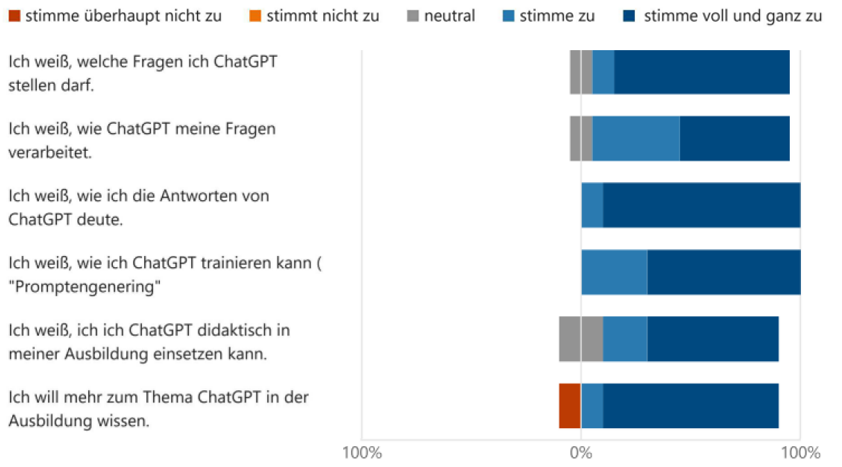 stimme überhaupt nicht zu stimmt nicht zu neutral stimme zu stimme voll und ganz zu
Ich weiß, welche Fragen ich ChatGPT
stellen darf.
Ich weiß, wie ChatGPT meine Fragen
verarbeitet.
Ich weiß, wie ich die Antworten von
ChatGPT deute.
Ich weiß, wie ich ChatGPT trainieren kann (
"Promptengenering"
Ich weiß, ich ich ChatGPT didaktisch in
meiner Ausbildung einsetzen kann.
Ich will mehr zum Thema ChatGPT in der
Ausbildung wissen.
100% 0% 100%